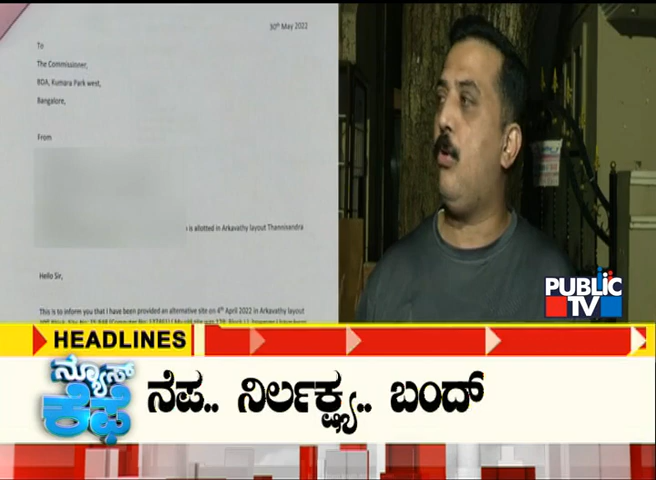 30th May 2022
To
The Commissioner,
BDA, Kumara Park west,
Bangalore,
From
is allotted in Arkavathy layout Thannisandra
Hello Sir,
This is to inform you that I have been provided an alternative site on 4th April 2022 in Arkavathy layout
PUBLIC
TV
HEADLINES
ನ್ಯೂಸ್
ಕೆಫೆ
ನೆಪ.. ನಿರ್ಲಕ್ಷ್ಯ.. ಬಂದ್